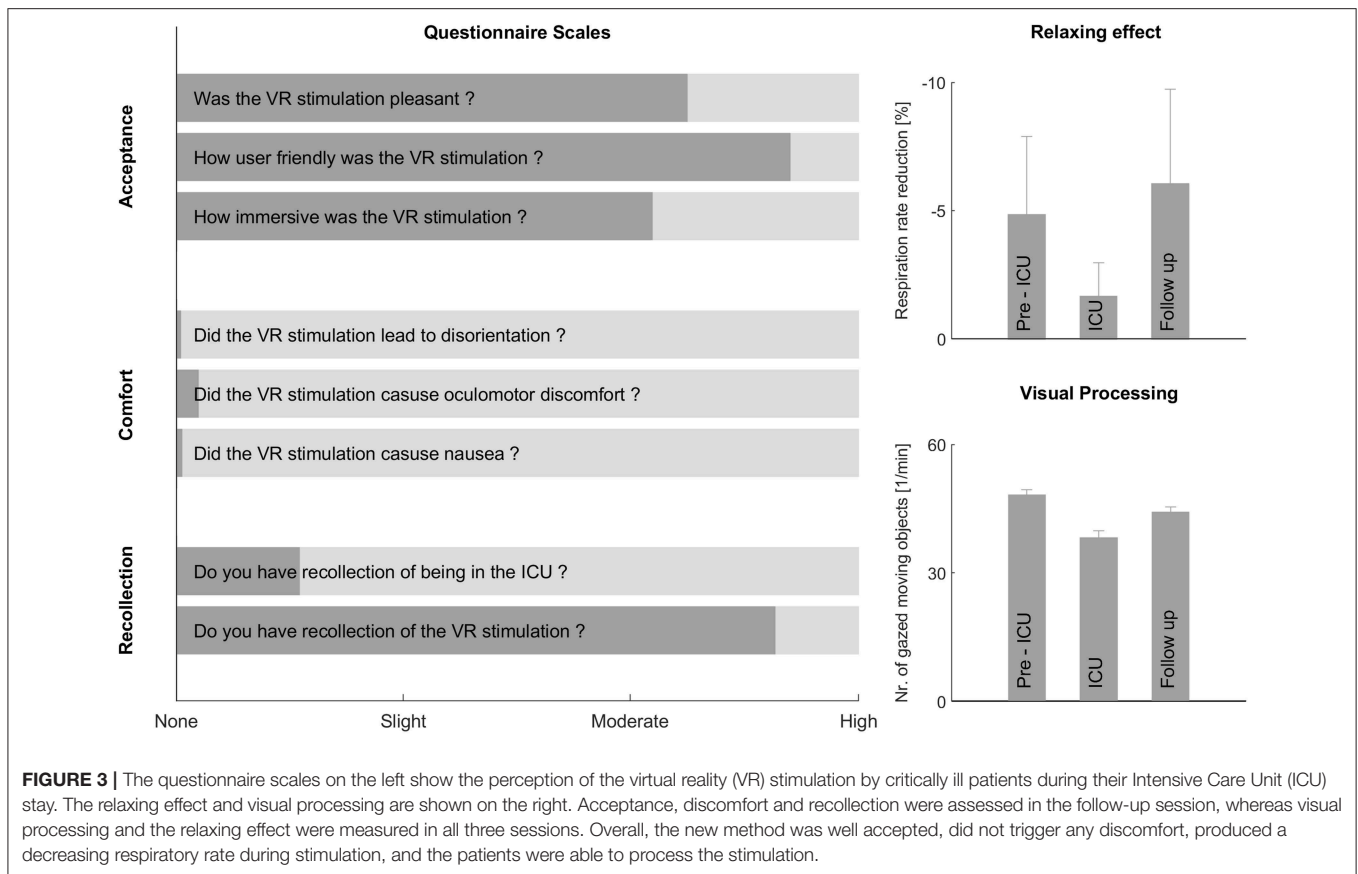 Questionnaire Scales
Acceptance
Was the VR stimulation pleasant ?
How user friendly was the VR stimulation ?
How immersive was the VR stimulation ?
Comfort
Did the VR stimulation lead to disorientation ?
Did the VR stimulation casuse oculomotor discomfort ?
Did the VR stimulation casuse nausea ?
Recollection
Do you have recollection of being in the ICU ?
Do you have recollection of the VR stimulation ?
None Slight Moderate High
Relaxing effect
Respiration rate reduction [%]
-10
-5
0
Pre - ICU
ICU
Follow up
Visual Processing
Nr. of gazed moving objects [1/min]
60
30
0
Pre - ICU
ICU
Follow up
FIGURE 3 | The questionnaire scales on the left show the perception of the virtual reality (VR) stimulation by critically ill patients during their Intensive Care Unit (ICU)
stay. The relaxing effect and visual processing are shown on the right. Acceptance, discomfort and recollection were assessed in the follow-up session, whereas visual
processing and the relaxing effect were measured in all three sessions. Overall, the new method was well accepted, did not trigger any discomfort, produced a
decreasing respiratory rate during stimulation, and the patients were able to process the stimulation.